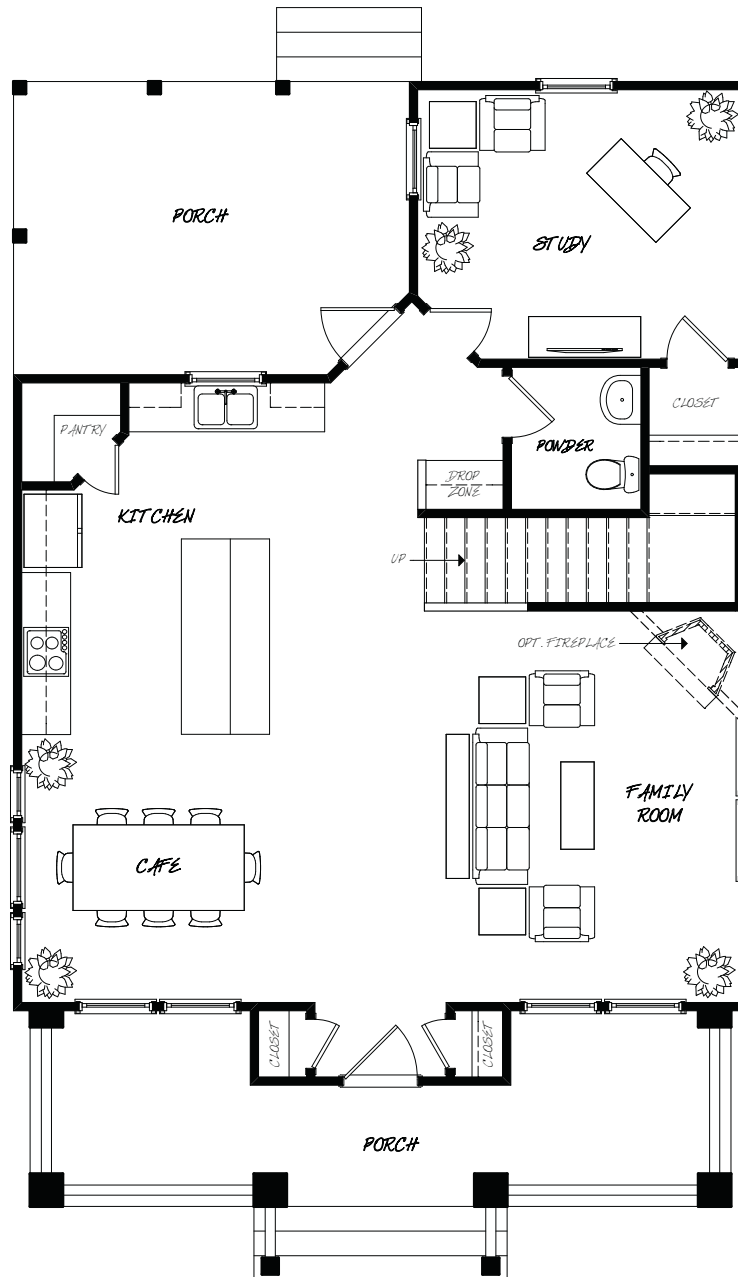 PORCH
STUDY
CLOSET
PANTRY
POWDER
DROP
ZONE
KITCHEN
UP
OPT. FIREPLACE
FAMILY
ROOM
CAFE
CLOSET
CLOSET
PORCH